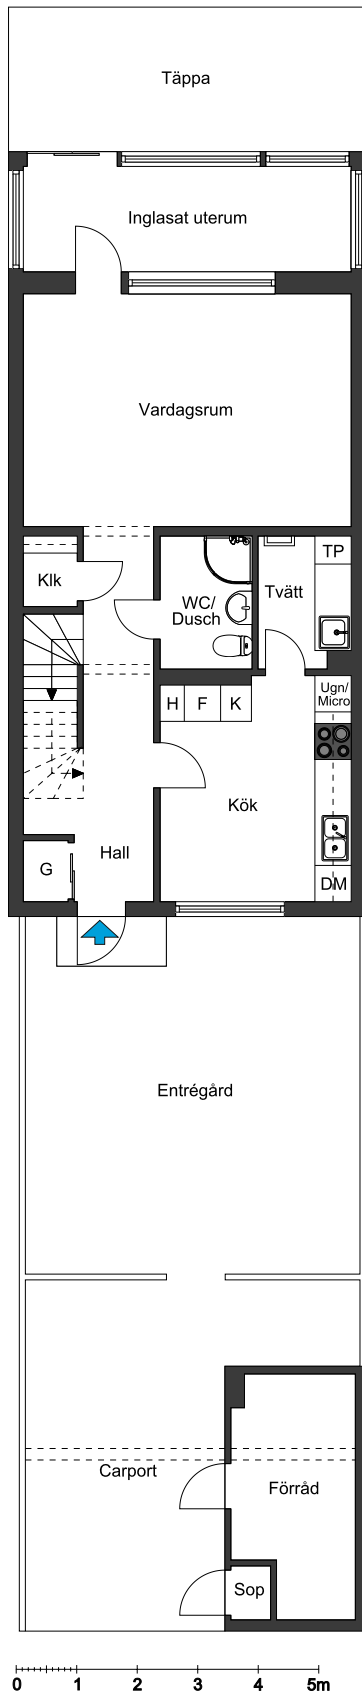 Täppa
Inglasat uterum
Vardagsrum
TP
Klk
Tvätt
WC/
Dusch
Ugn/
Micro
H F K
Kök
Hall
G
DM
Entrégård
Carport
Förråd
Sop
0 1 2 3 4 5m